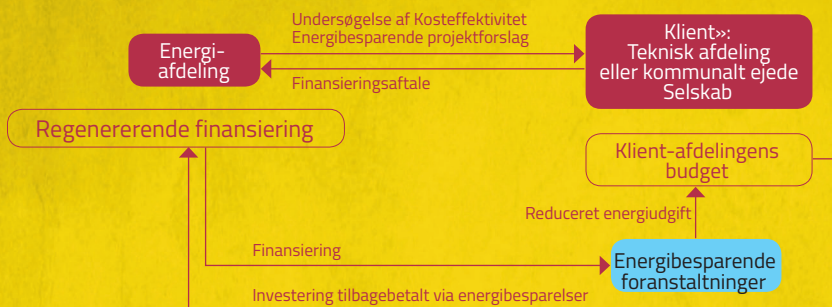 Undersøgelse af Kosteffektivitet
Energibesparende projektforslag
Energi-
afdeling
Klient»:
Teknisk afdeling
eller kommunalt ejede
Selskab
Finansieringsaftale
Regenererende finansiering
Klient-afdelingens
budget
Reduceret energiudgift
Finansiering
Energibesparende
foranstaltninger
Investering tilbagebetalt via energibesparelser